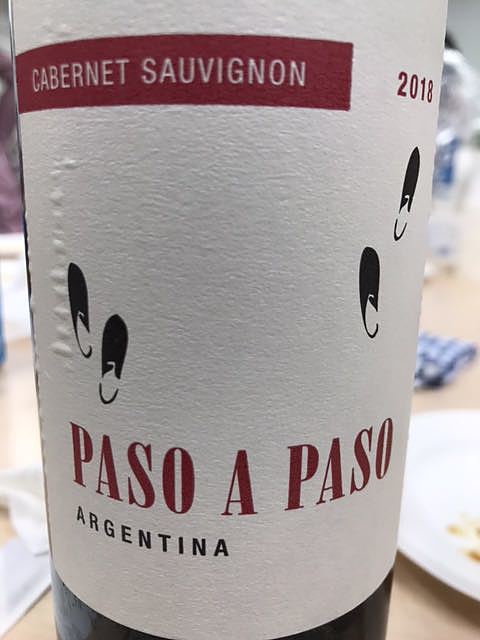 CABERNET SAUVIGNON
2018
PASO A PASO
ARGENTINA